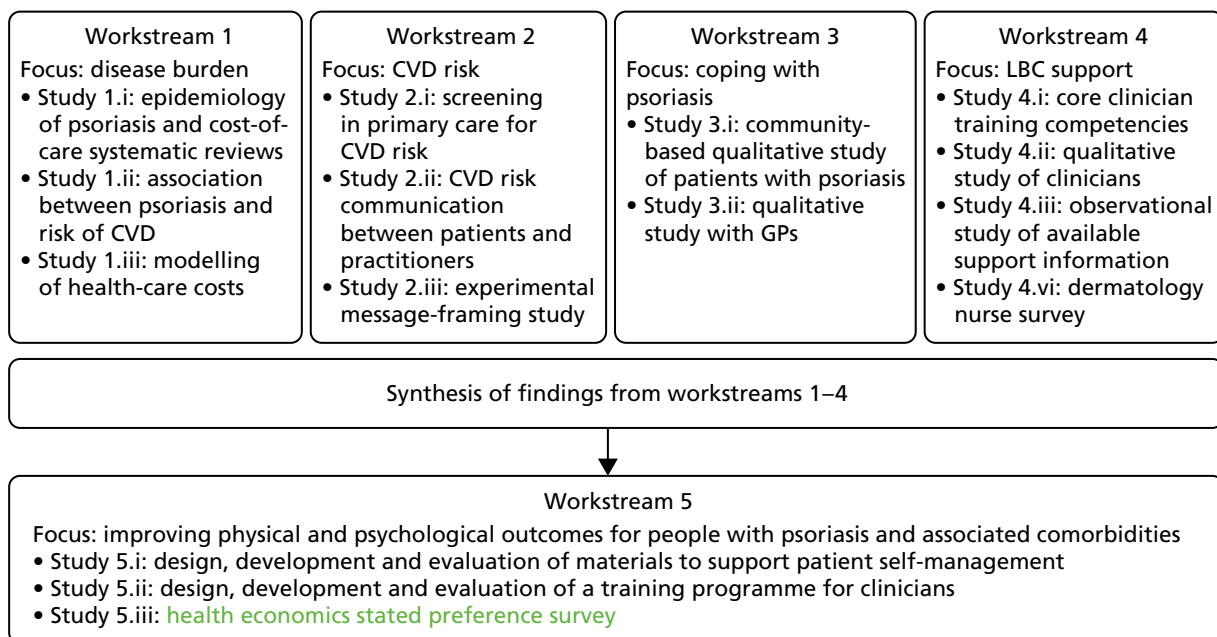 Workstream 1
Focus: disease burden
• Study 1.i: epidemiology
of psoriasis and cost-of-
care systematic reviews
• Study 1.ii: association
between psoriasis and
risk of CVD
• Study 1.iii: modelling
of health-care costs
Workstream 2
Focus: CVD risk
• Study 2.i: screening
in primary care for
CVD risk
• Study 2.ii: CVD risk
communication
between patients and
practitioners
• Study 2.iii: experimental
message-framing study
Workstream 3
Focus: coping with
psoriasis
• Study 3.i: community-
based qualitative study
of patients with psoriasis
• Study 3.ii: qualitative
study with GPs
Workstream 4
Focus: LBC support
• Study 4.i: core clinician
training competencies
• Study 4.ii: qualitative
study of clinicians
• Study 4.iii: observational
study of available
support information
• Study 4.vi: dermatology
nurse survey
Synthesis of findings from workstreams 1–4
Workstream 5
Focus: improving physical and psychological outcomes for people with psoriasis and associated comorbidities
• Study 5.i: design, development and evaluation of materials to support patient self-management
• Study 5.ii: design, development and evaluation of a training programme for clinicians
• Study 5.iii: health economics stated preference survey